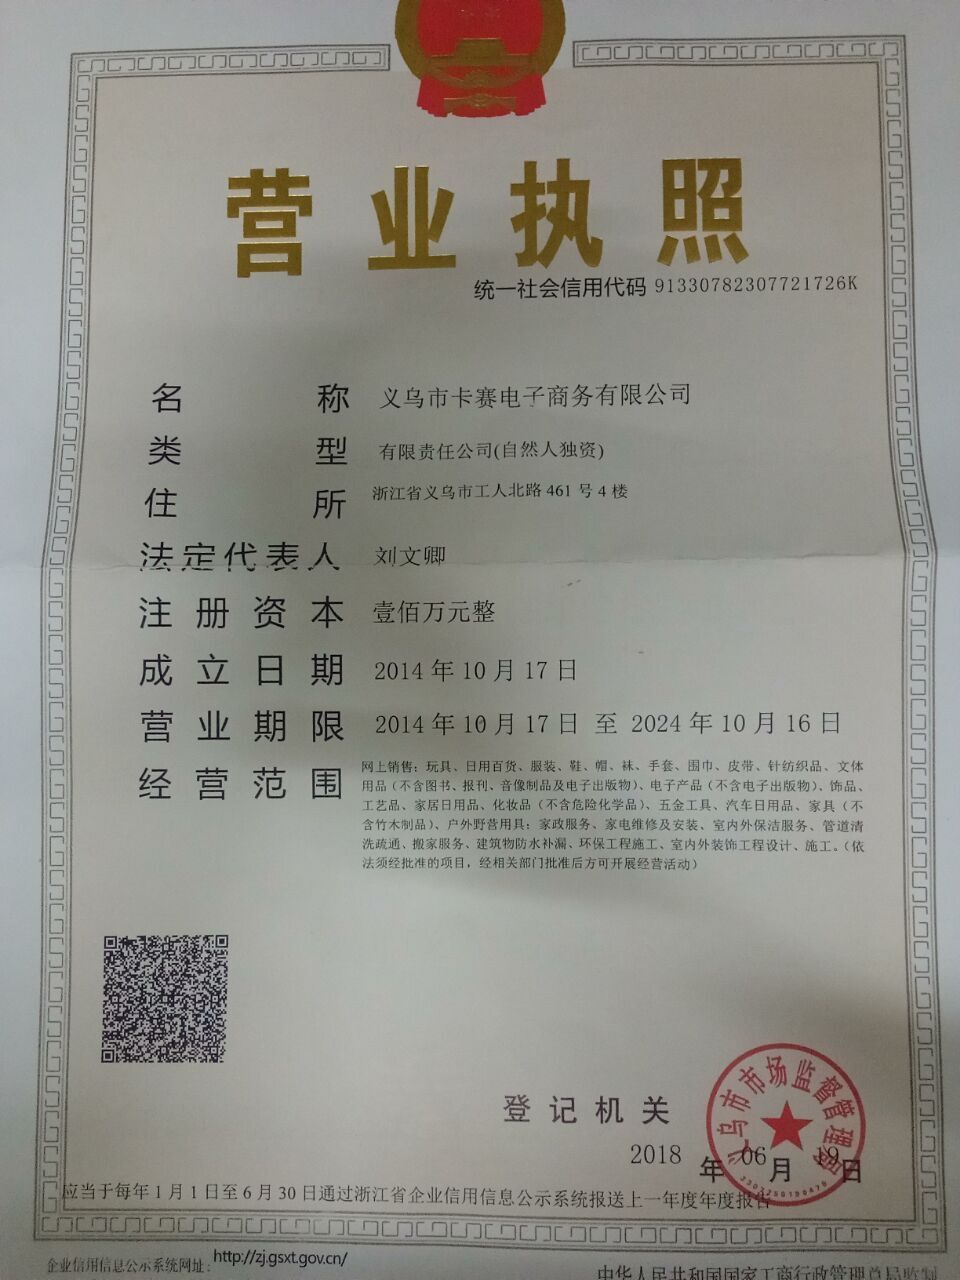 营业执照
统一社会信用代码 91330782307721726K
名称 义乌市卡赛电子商务有限公司
类型 有限责任公司(自然人独资)
住所 浙江省义乌市工人北路461号4楼
法定代表人 刘文卿
注册资本 壹佰万元整
成立日期 2014年10月17日
营业期限 2014年10月17日 至 2024年10月16日
经营范围 网上销售：玩具、日用百货、服装、鞋、帽、袜、手套、围巾、皮带、针纺织品、文体
用品（不含图书、报刊、音像制品及电子出版物）、电子产品（不含电子出版物）、饰品、
工艺品、家居日用品、化妆品（不含危险化学品）、五金工具、汽车日用品、家具（不
含竹木制品）、户外野营用具；家政服务、家电维修及安装、室内外保洁服务、管道清
洗疏通、搬家服务、建筑物防水补漏、环保工程施工、室内外装饰工程设计、施工。（依
法须经批准的项目，经相关部门批准后方可开展经营活动）
登记机关
义乌市市场监督管理局
2018年06月19日
应当于每年1月1日至6月30日通过浙江省企业信用信息公示系统报送上一年度年度报告
企业信用信息公示系统网址：http://zj.gsxt.gov.cn/
中华人民共和国国家工商行政管理总局监制